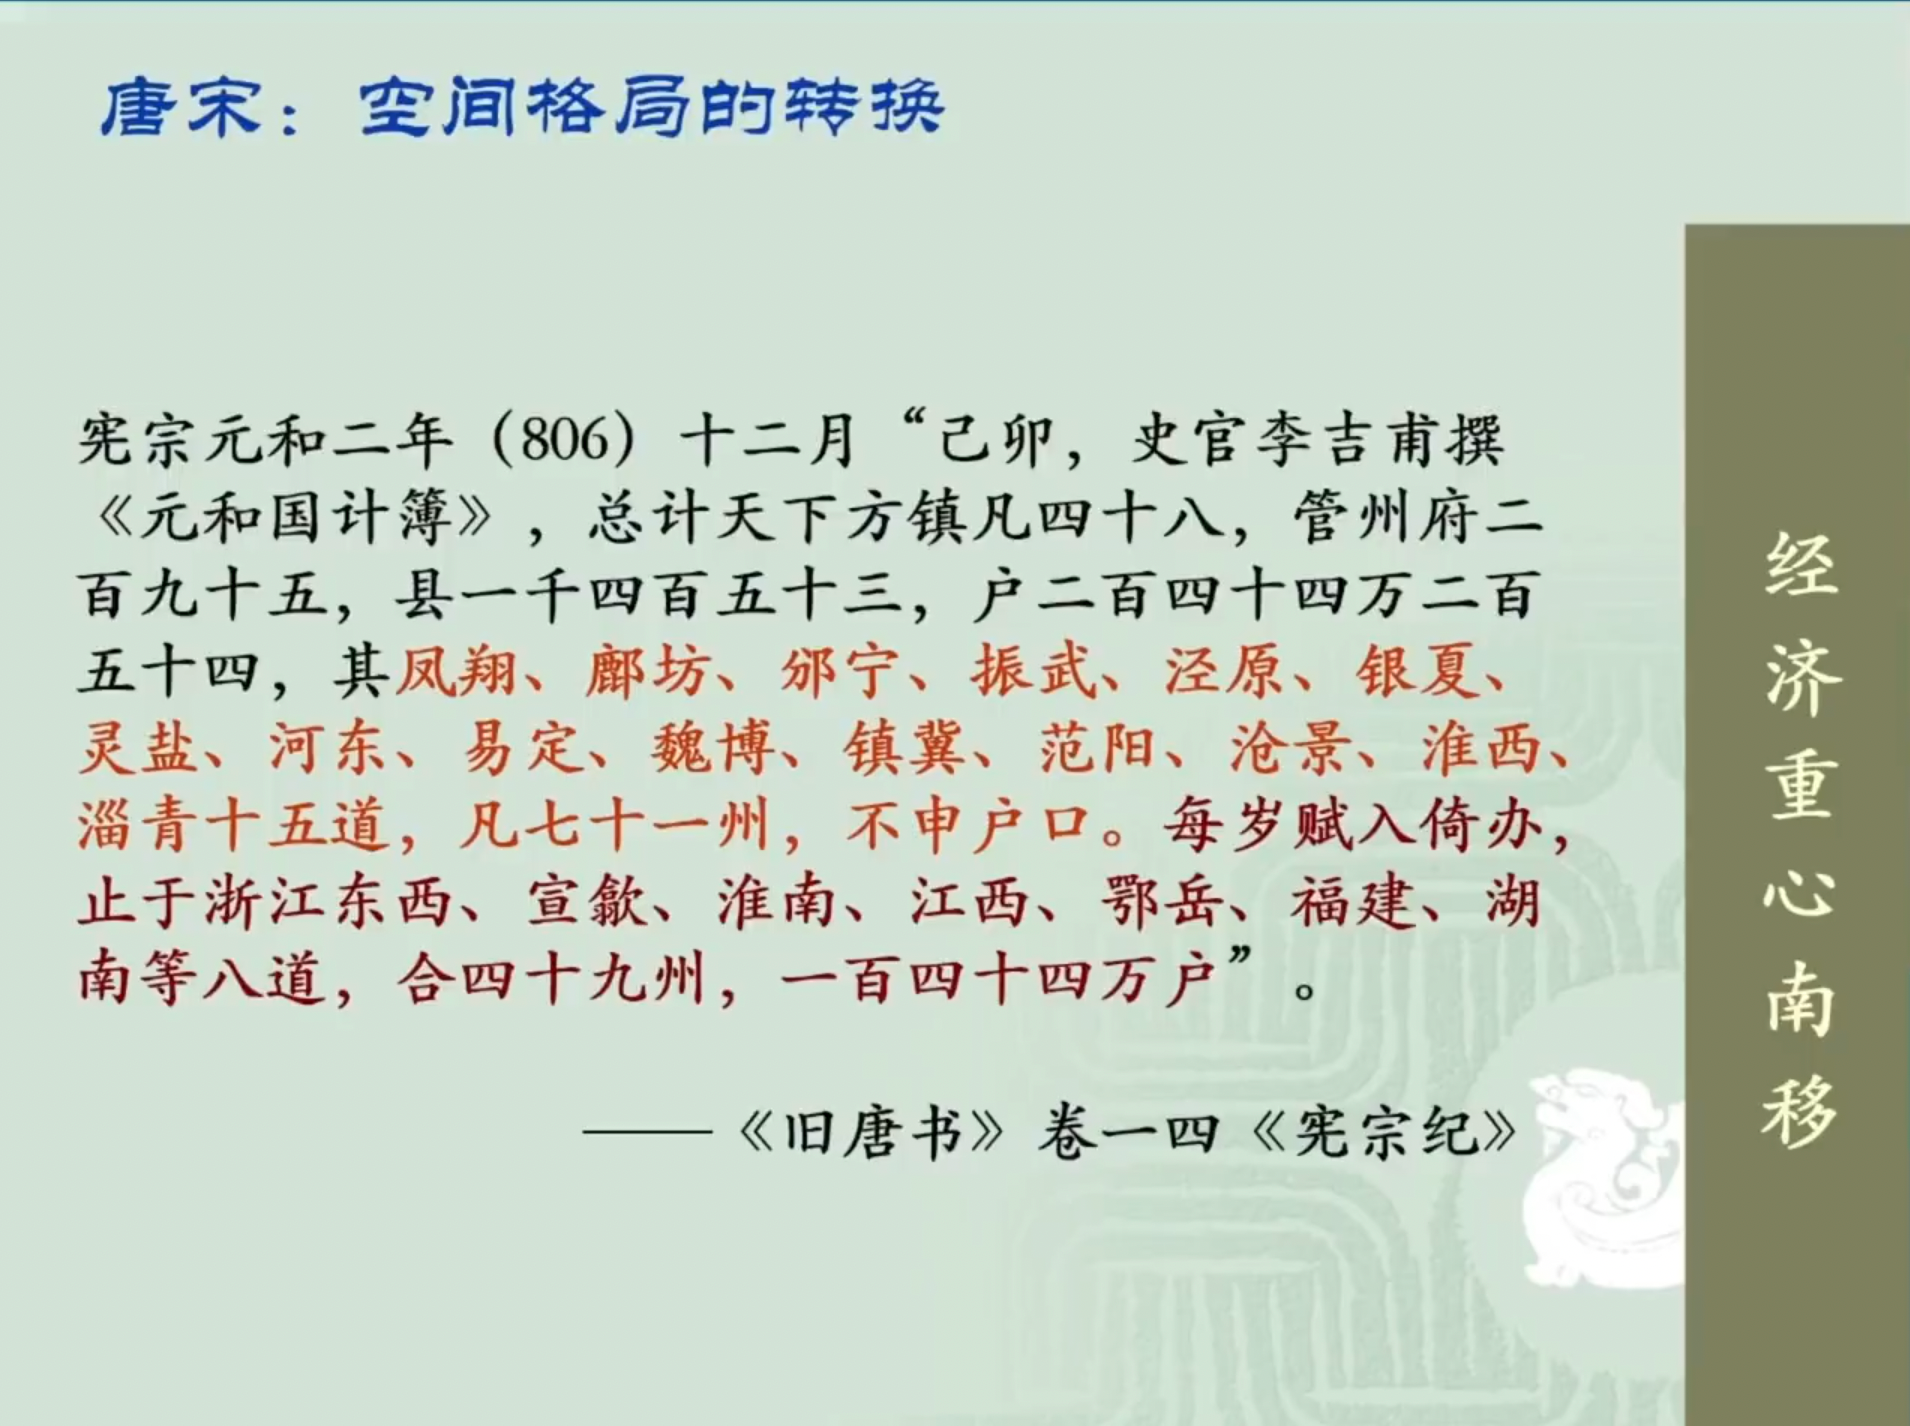 唐宋：空间格局的转换
宪宗元和二年（806）十二月“己卯，史官李吉甫撰
《元和国计簿》，总计天下方镇凡四十八，管州府二
百九十五，县一千四百五十三，户二百四十四万二百
五十四，其凤翔、鄜坊、邠宁、振武、泾原、银夏、
灵盐、河东、易定、魏博、镇冀、范阳、沧景、淮西、
淄青十五道，凡七十一州，不申户口。每岁赋入倚办，
止于浙江东西、宣歙、淮南、江西、鄂岳、福建、湖
南等八道，合四十九州，一百四十四万户”。
——《旧唐书》卷一四《宪宗纪》
经济重心南移